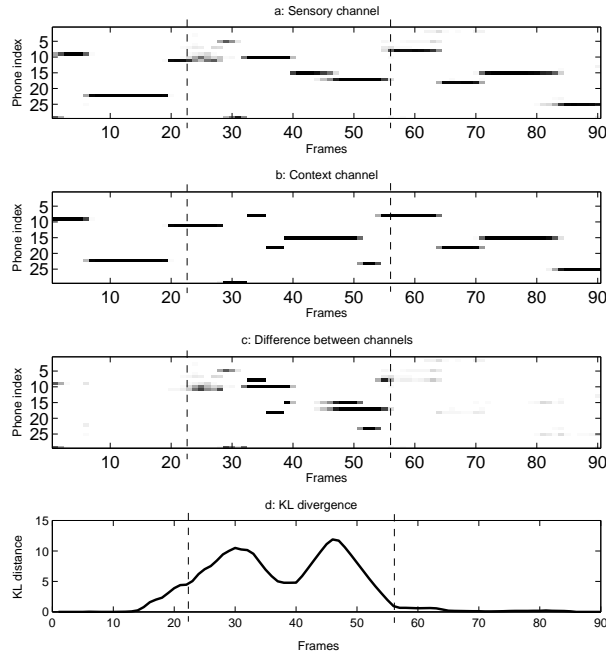 a: Sensory channel
Phone index
5
10
15
20
25
10 20 30 40 50 60 70 80 90
Frames
b: Context channel
Phone index
5
10
15
20
25
10 20 30 40 50 60 70 80 90
Frames
c: Difference between channels
Phone index
5
10
15
20
25
10 20 30 40 50 60 70 80 90
Frames
d: KL divergence
KL distance
15
10
5
0
0 10 20 30 40 50 60 70 80 90
Frames